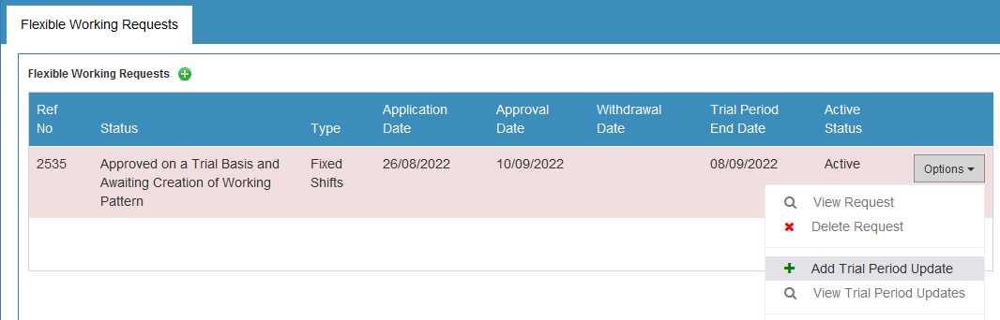 Flexible Working Requests
Flexible Working Requests
Ref No Status Type Application Date Approval Date Withdrawal Date Trial Period End Date Active Status
2535 Approved on a Trial Basis and Awaiting Creation of Working Pattern Fixed Shifts 26/08/2022 10/09/2022 08/09/2022 Active Options
View Request
Delete Request
Add Trial Period Update
View Trial Period Updates